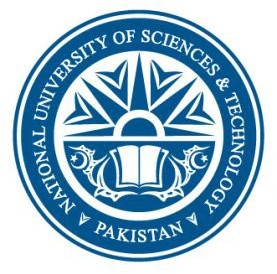 NATIONAL UNIVERSITY OF SCIENCES & TECHNOLOGY
PAKISTAN